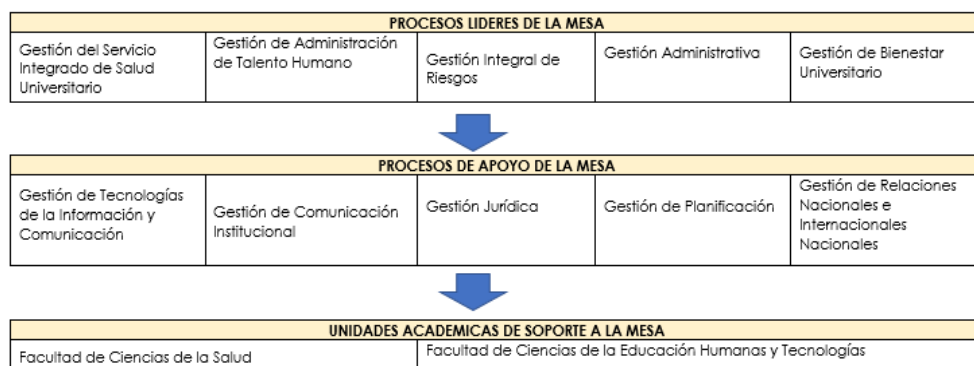 PROCESOS LIDERES DE LA MESA
Gestión del Servicio
Integrado de Salud
Universitario
Gestión de Administración
de Talento Humano
Gestión Integral de
Riesgos
Gestión Administrativa
Gestión de Bienestar
Universitario
PROCESOS DE APOYO DE LA MESA
Gestión de Tecnologías
de la Información y
Comunicación
Gestión de Comunicación
Institucional
Gestión Jurídica
Gestión de Planificación
Gestión de Relaciones
Nacionales e
Internacionales
Nacionales
UNIDADES ACADEMICAS DE SOPORTE A LA MESA
Facultad de Ciencias de la Salud
Facultad de Ciencias de la Educación Humanas y Tecnologías